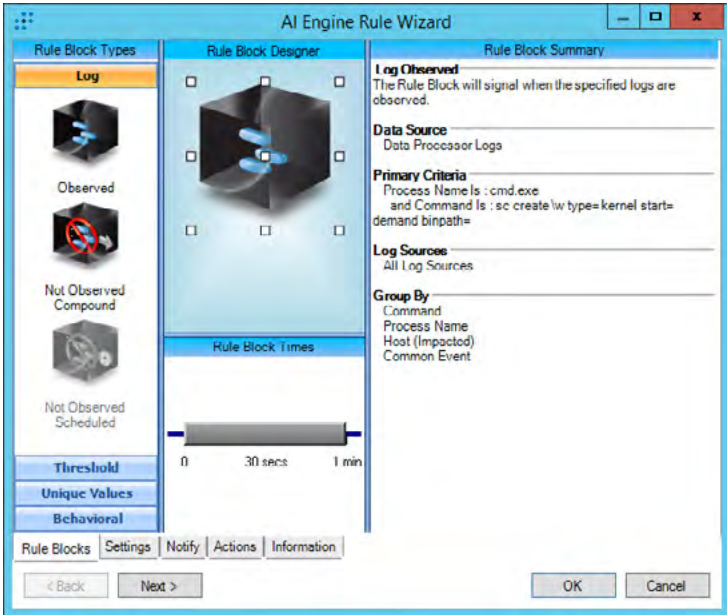 AI Engine Rule Wizard
Rule Block Types
Log
Observed
Not Observed
Compound
Not Observed
Scheduled
Threshold
Unique Values
Behavioral
Rule Block Designer
Rule Block Times
0 30 secs 1 min
Rule Block Summary
Log Observed
The Rule Block will signal when the specified logs are
observed.
Data Source
Data Processor Logs
Primary Criteria
Process Name Is : cmd.exe
and Command Is : sc create \w type= kernel start=
demand binpath=
Log Sources
All Log Sources
Group By
Command
Process Name
Host (Impacted)
Common Event
Rule Blocks Settings Notify Actions Information
< Back Next > OK Cancel